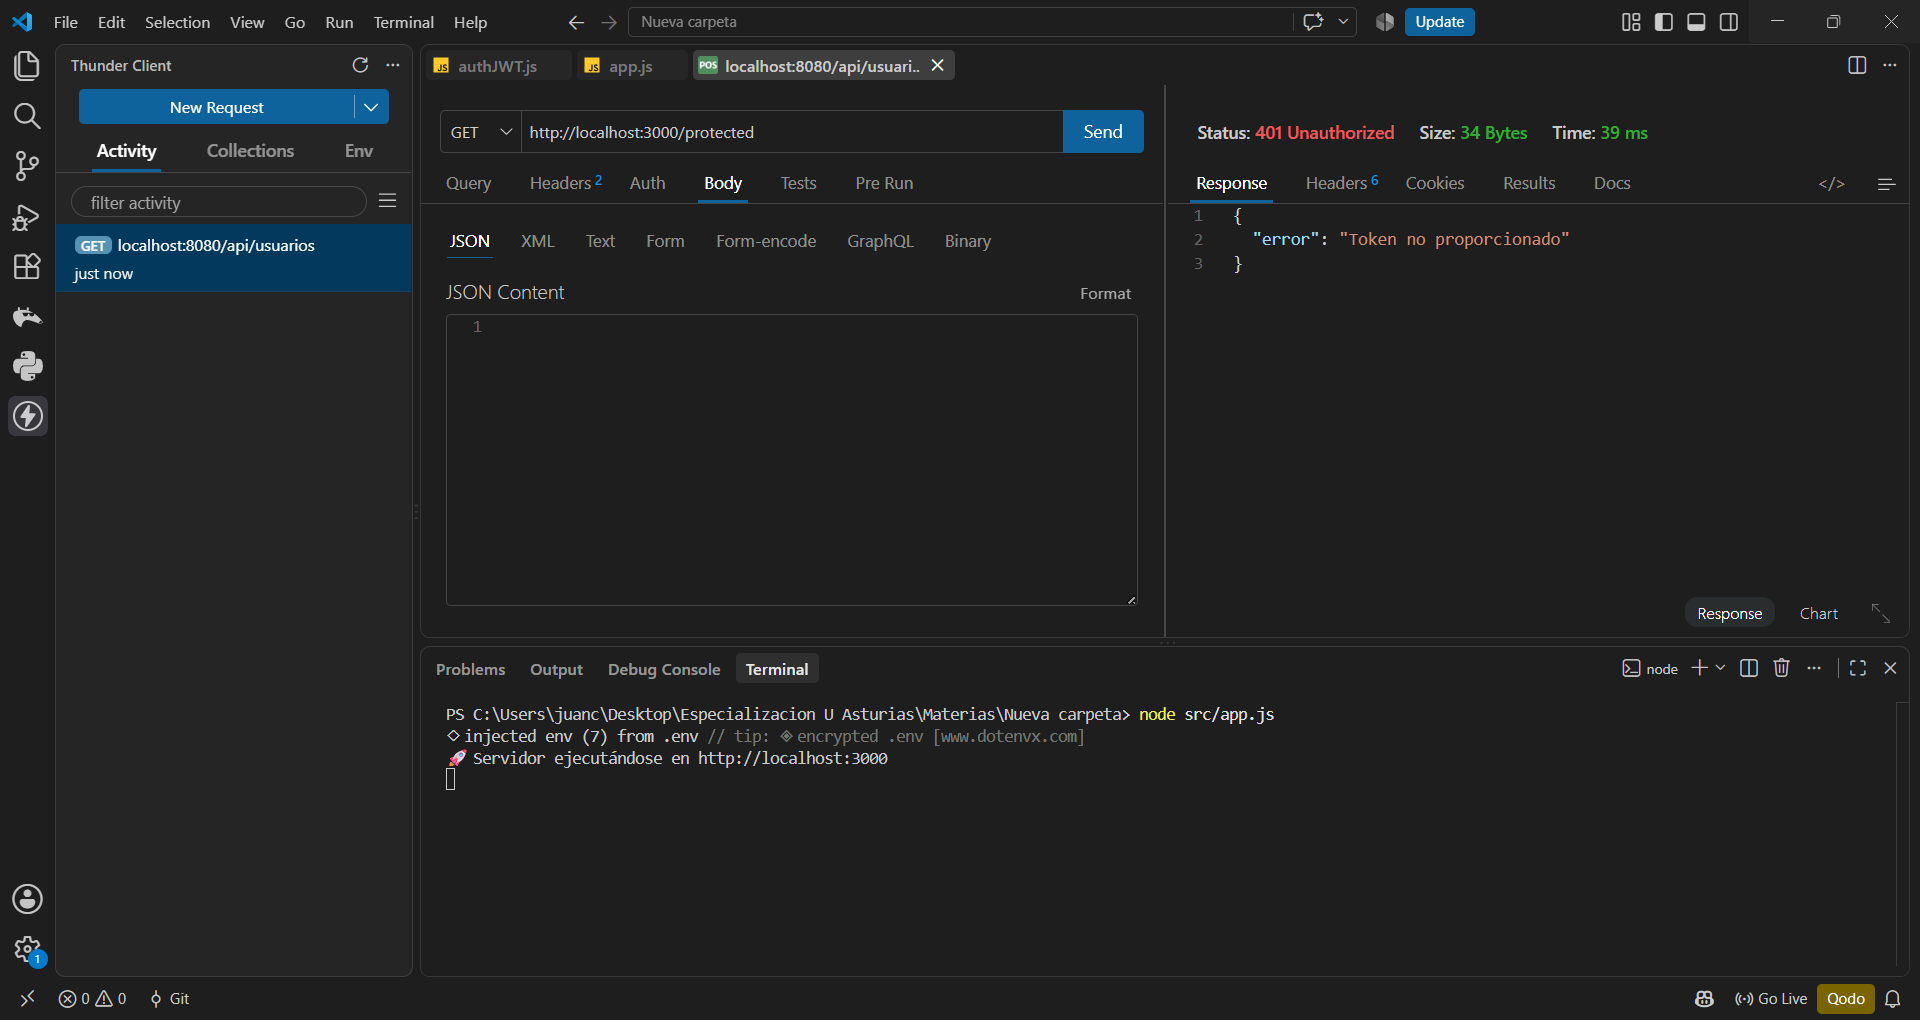 File Edit Selection View Go Run Terminal Help
Nueva carpeta
Update
Thunder Client
New Request
Activity Collections Env
filter activity
GET localhost:8080/api/usuarios
just now
JS authJWT.js
JS app.js
POS localhost:8080/api/usuari..
GET http://localhost:3000/protected Send
Query Headers 2 Auth Body Tests Pre Run
JSON XML Text Form Form-encode GraphQL Binary
JSON Content Format
1
Status: 401 Unauthorized Size: 34 Bytes Time: 39 ms
Response Headers 6 Cookies Results Docs </>
1 {
2 "error": "Token no proporcionado"
3 }
Response Chart
Problems Output Debug Console Terminal
node
PS C:\Users\juanc\Desktop\Especializacion U Asturias\Materias\Nueva carpeta> node src/app.js
injected env (7) from .env // tip: encrypted .env [www.dotenvx.com]
Servidor ejecutándose en http://localhost:3000
1
0 0 Git
Go Live Qodo